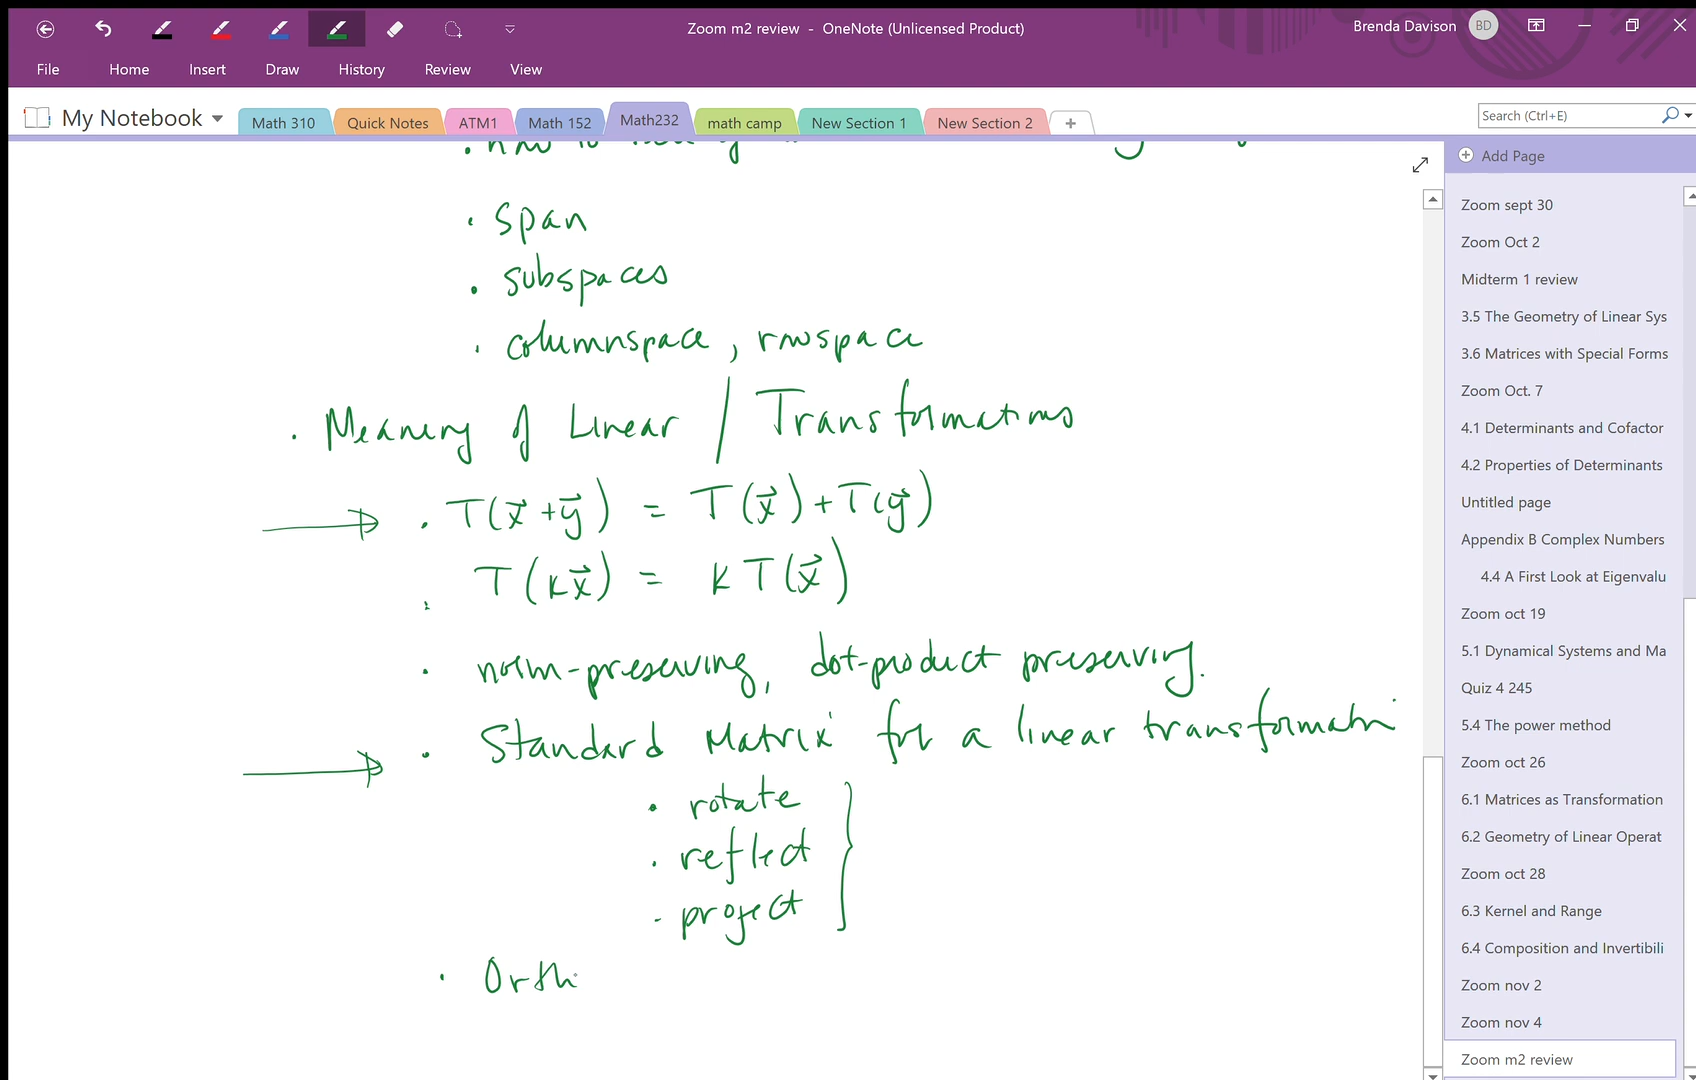 Zoom m2 review - OneNote (Unlicensed Product)
Brenda Davison BD
File Home Insert Draw History Review View
My Notebook
Math 310 Quick Notes ATM1 Math 152 Math232 math camp New Section 1 New Section 2 +
Search (Ctrl+E)
· span
· subspaces
· columnspace, rowspace
· Meaning of Linear / Transformations
· T(x⃗ + y⃗) = T(x⃗) + T(y⃗)
· T(kx⃗) = k T(x⃗)
· norm-preserving, dot-product preserving.
· Standard Matrix for a linear transformatn
· rotate
· reflect
· project
· Orth
Add Page
Zoom sept 30
Zoom Oct 2
Midterm 1 review
3.5 The Geometry of Linear Sys
3.6 Matrices with Special Forms
Zoom Oct. 7
4.1 Determinants and Cofactor
4.2 Properties of Determinants
Untitled page
Appendix B Complex Numbers
4.4 A First Look at Eigenvalu
Zoom oct 19
5.1 Dynamical Systems and Ma
Quiz 4 245
5.4 The power method
Zoom oct 26
6.1 Matrices as Transformation
6.2 Geometry of Linear Operat
Zoom oct 28
6.3 Kernel and Range
6.4 Composition and Invertibili
Zoom nov 2
Zoom nov 4
Zoom m2 review